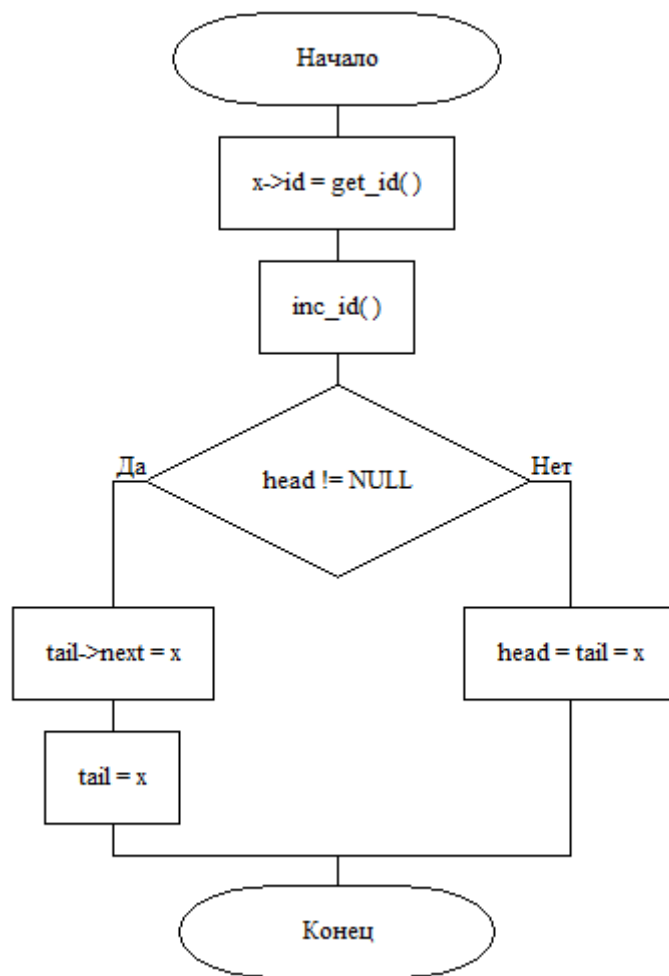 Начало
x->id = get_id( )
inc_id( )
Да
Нет
head != NULL
tail->next = x
head = tail = x
tail = x
Конец